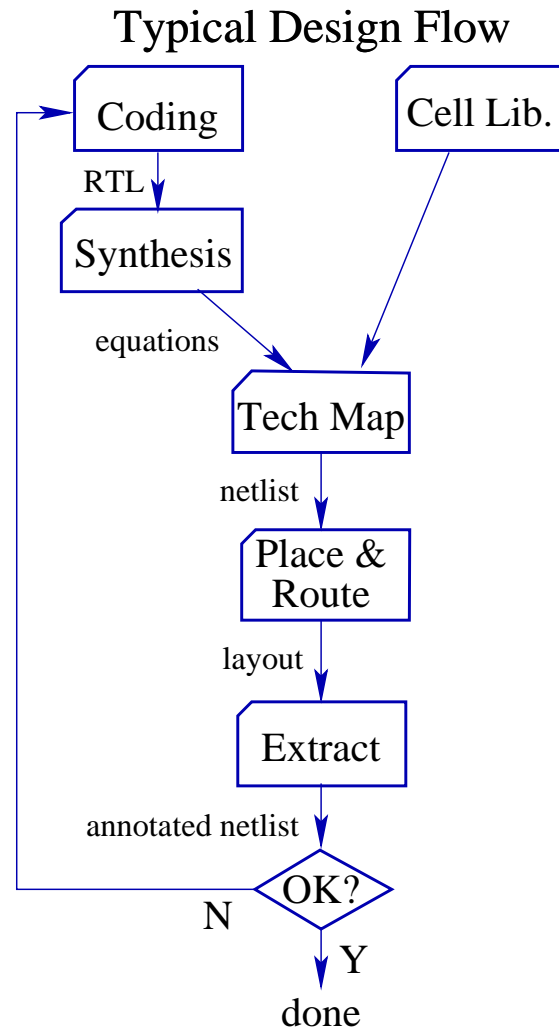 Typical Design Flow
Coding
Cell Lib.
RTL
Synthesis
equations
Tech Map
netlist
Place &
Route
layout
Extract
annotated netlist
OK?
N
Y
done